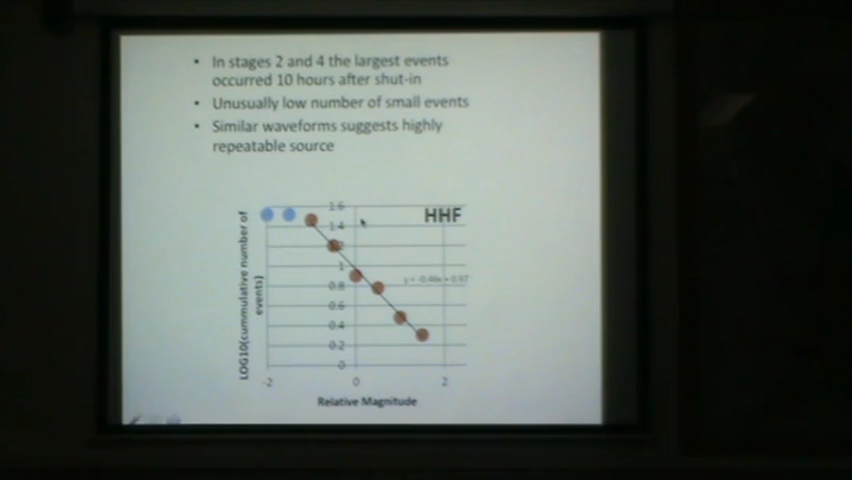 • In stages 2 and 4 the largest events
occurred 10 hours after shut-in
• Unusually low number of small events
• Similar waveforms suggests highly
repeatable source
HHF
LOG10(cummulative number of
events)
1.6
1.4
1
0.8
0.6
0.4
0.2
0
-2
0
2
Relative Magnitude